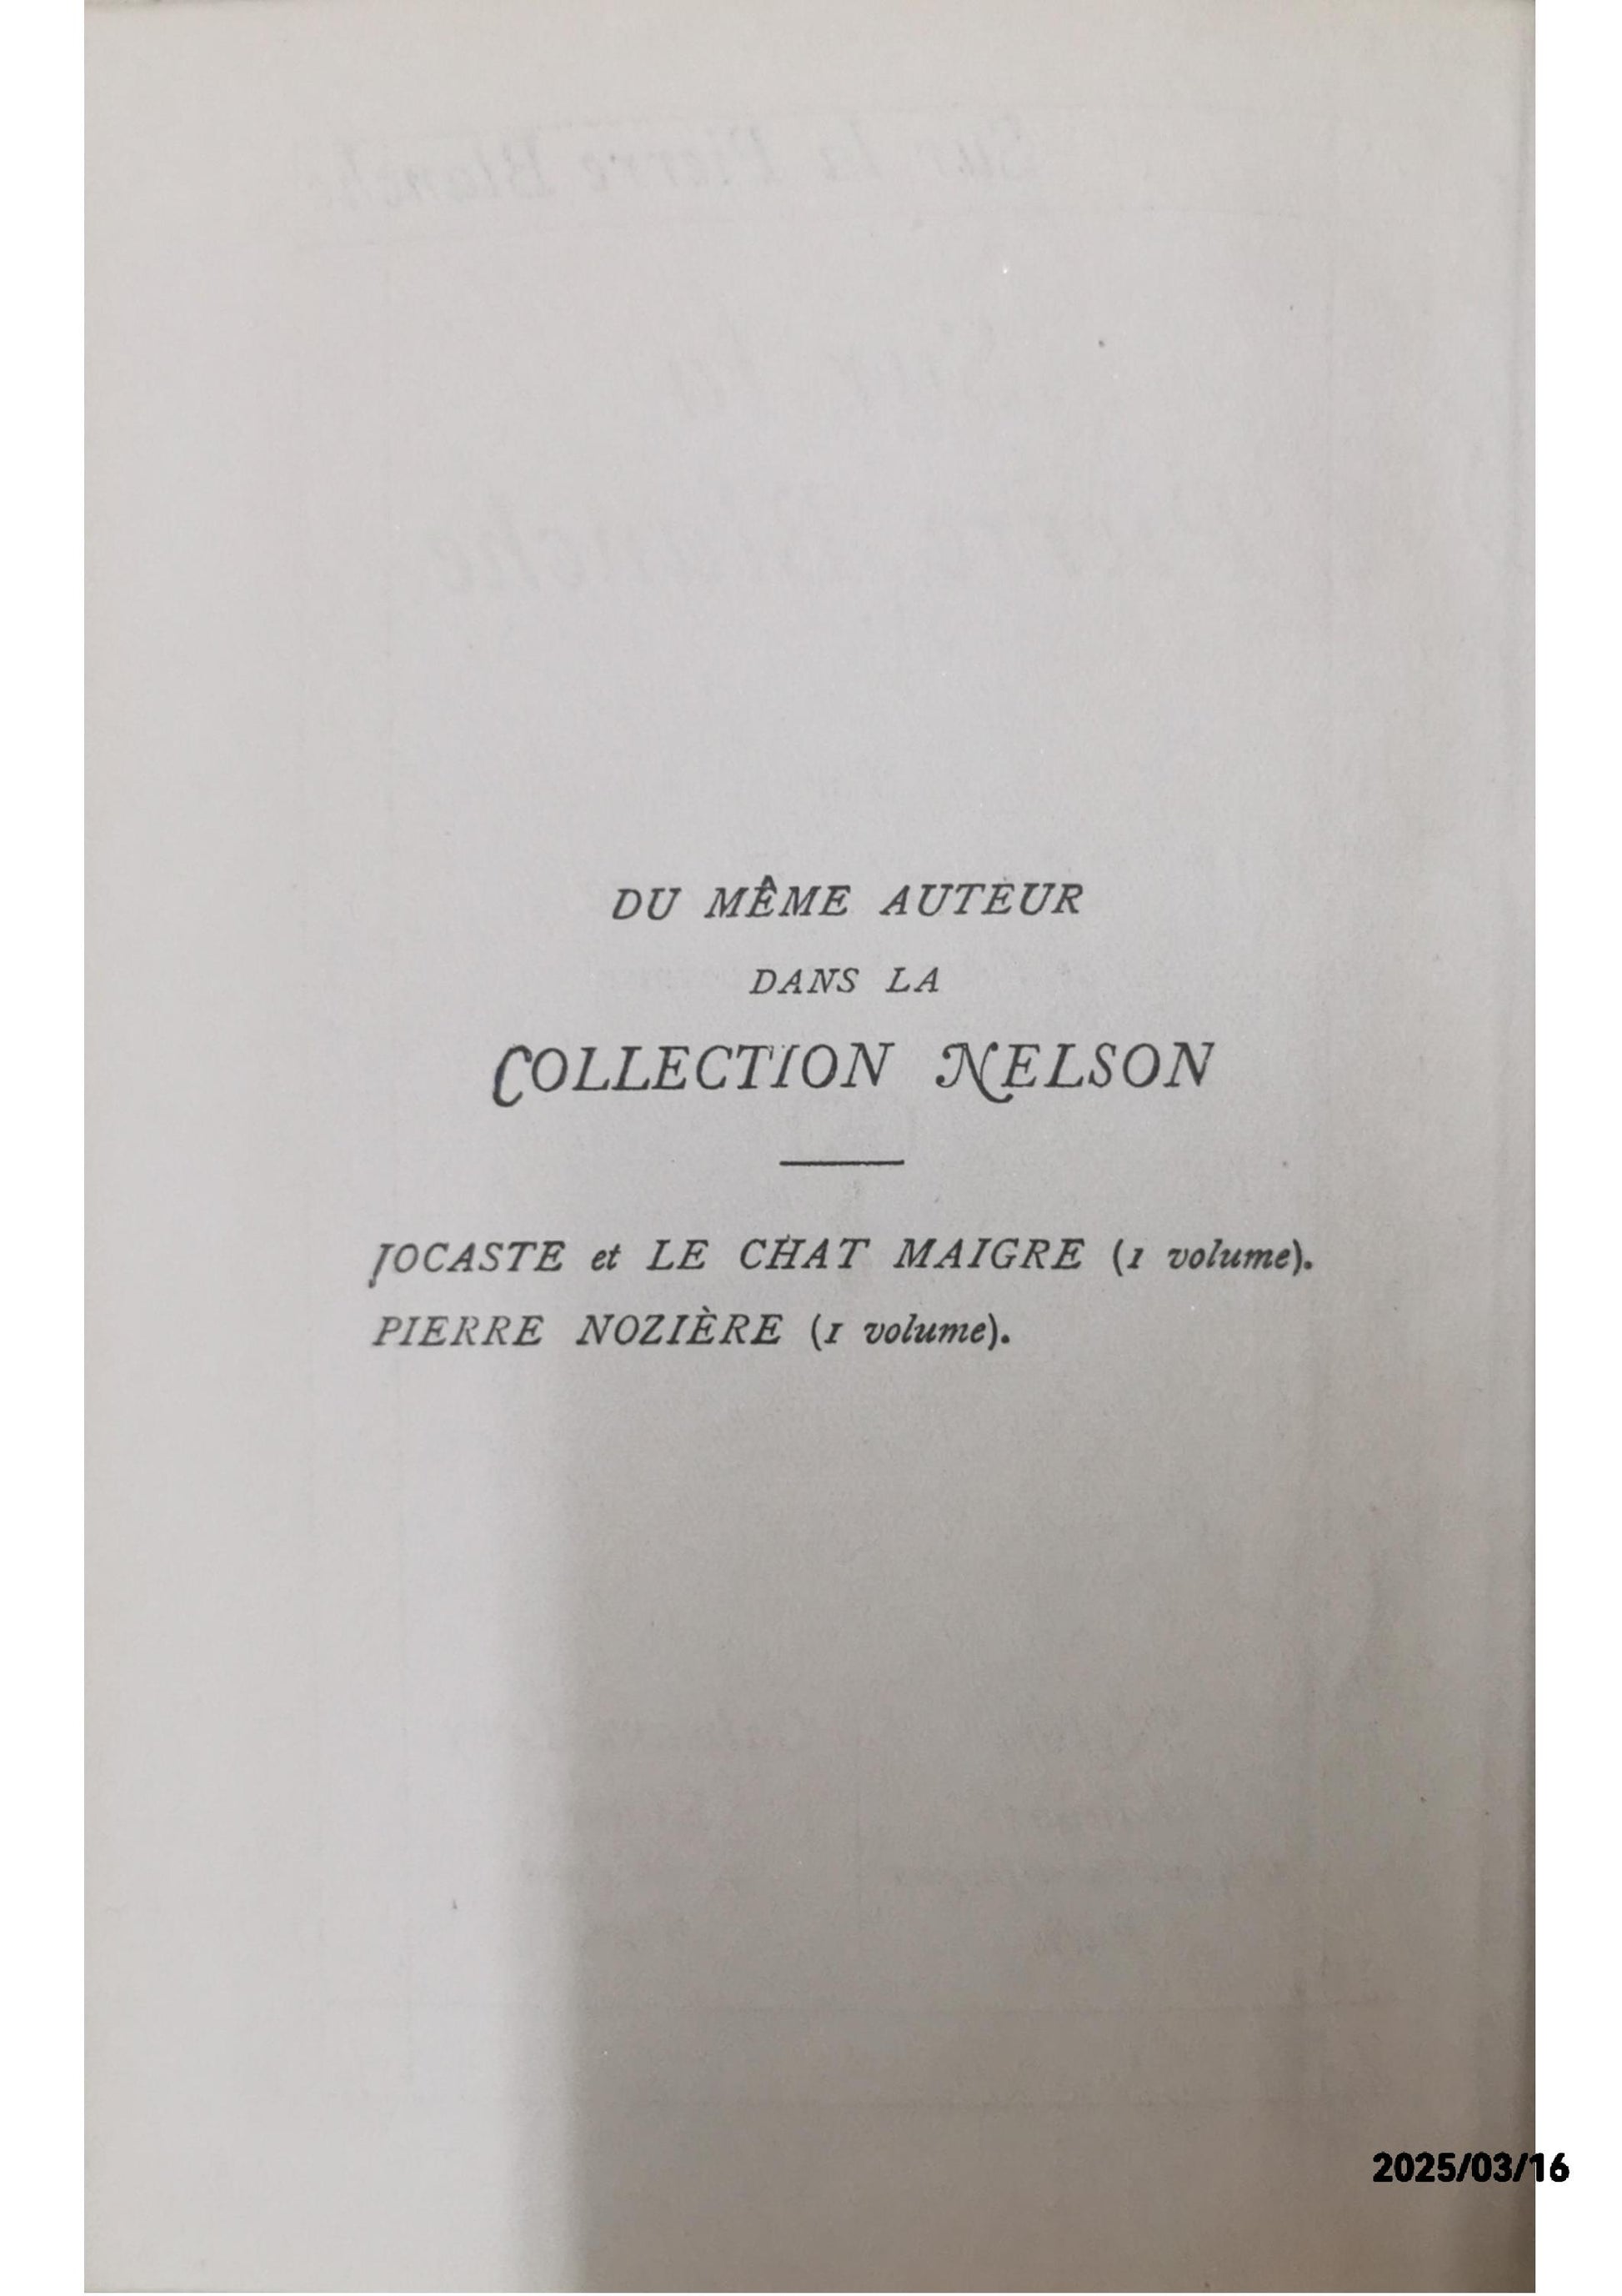 DU MÊME AUTEUR
DANS LA
COLLECTION NELSON
JOCASTE et LE CHAT MAIGRE (1 volume).
PIERRE NOZIÈRE (1 volume).
2025/03/16